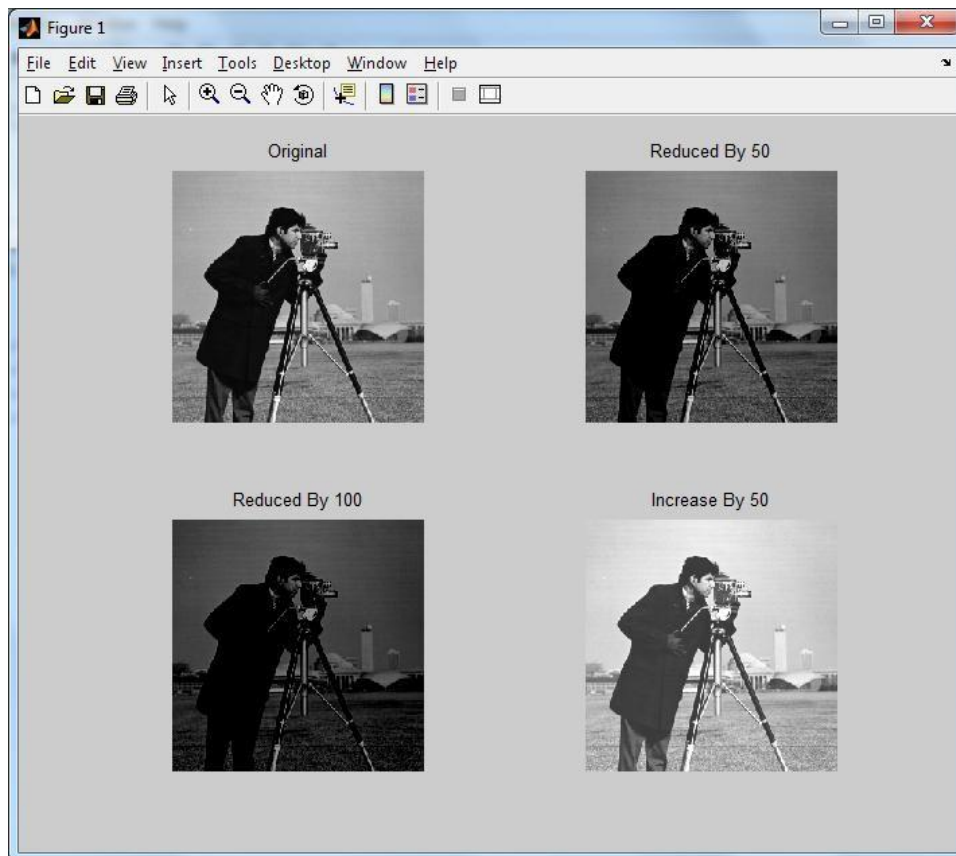 Figure 1
File Edit View Insert Tools Desktop Window Help
Original
Reduced By 50
Reduced By 100
Increase By 50